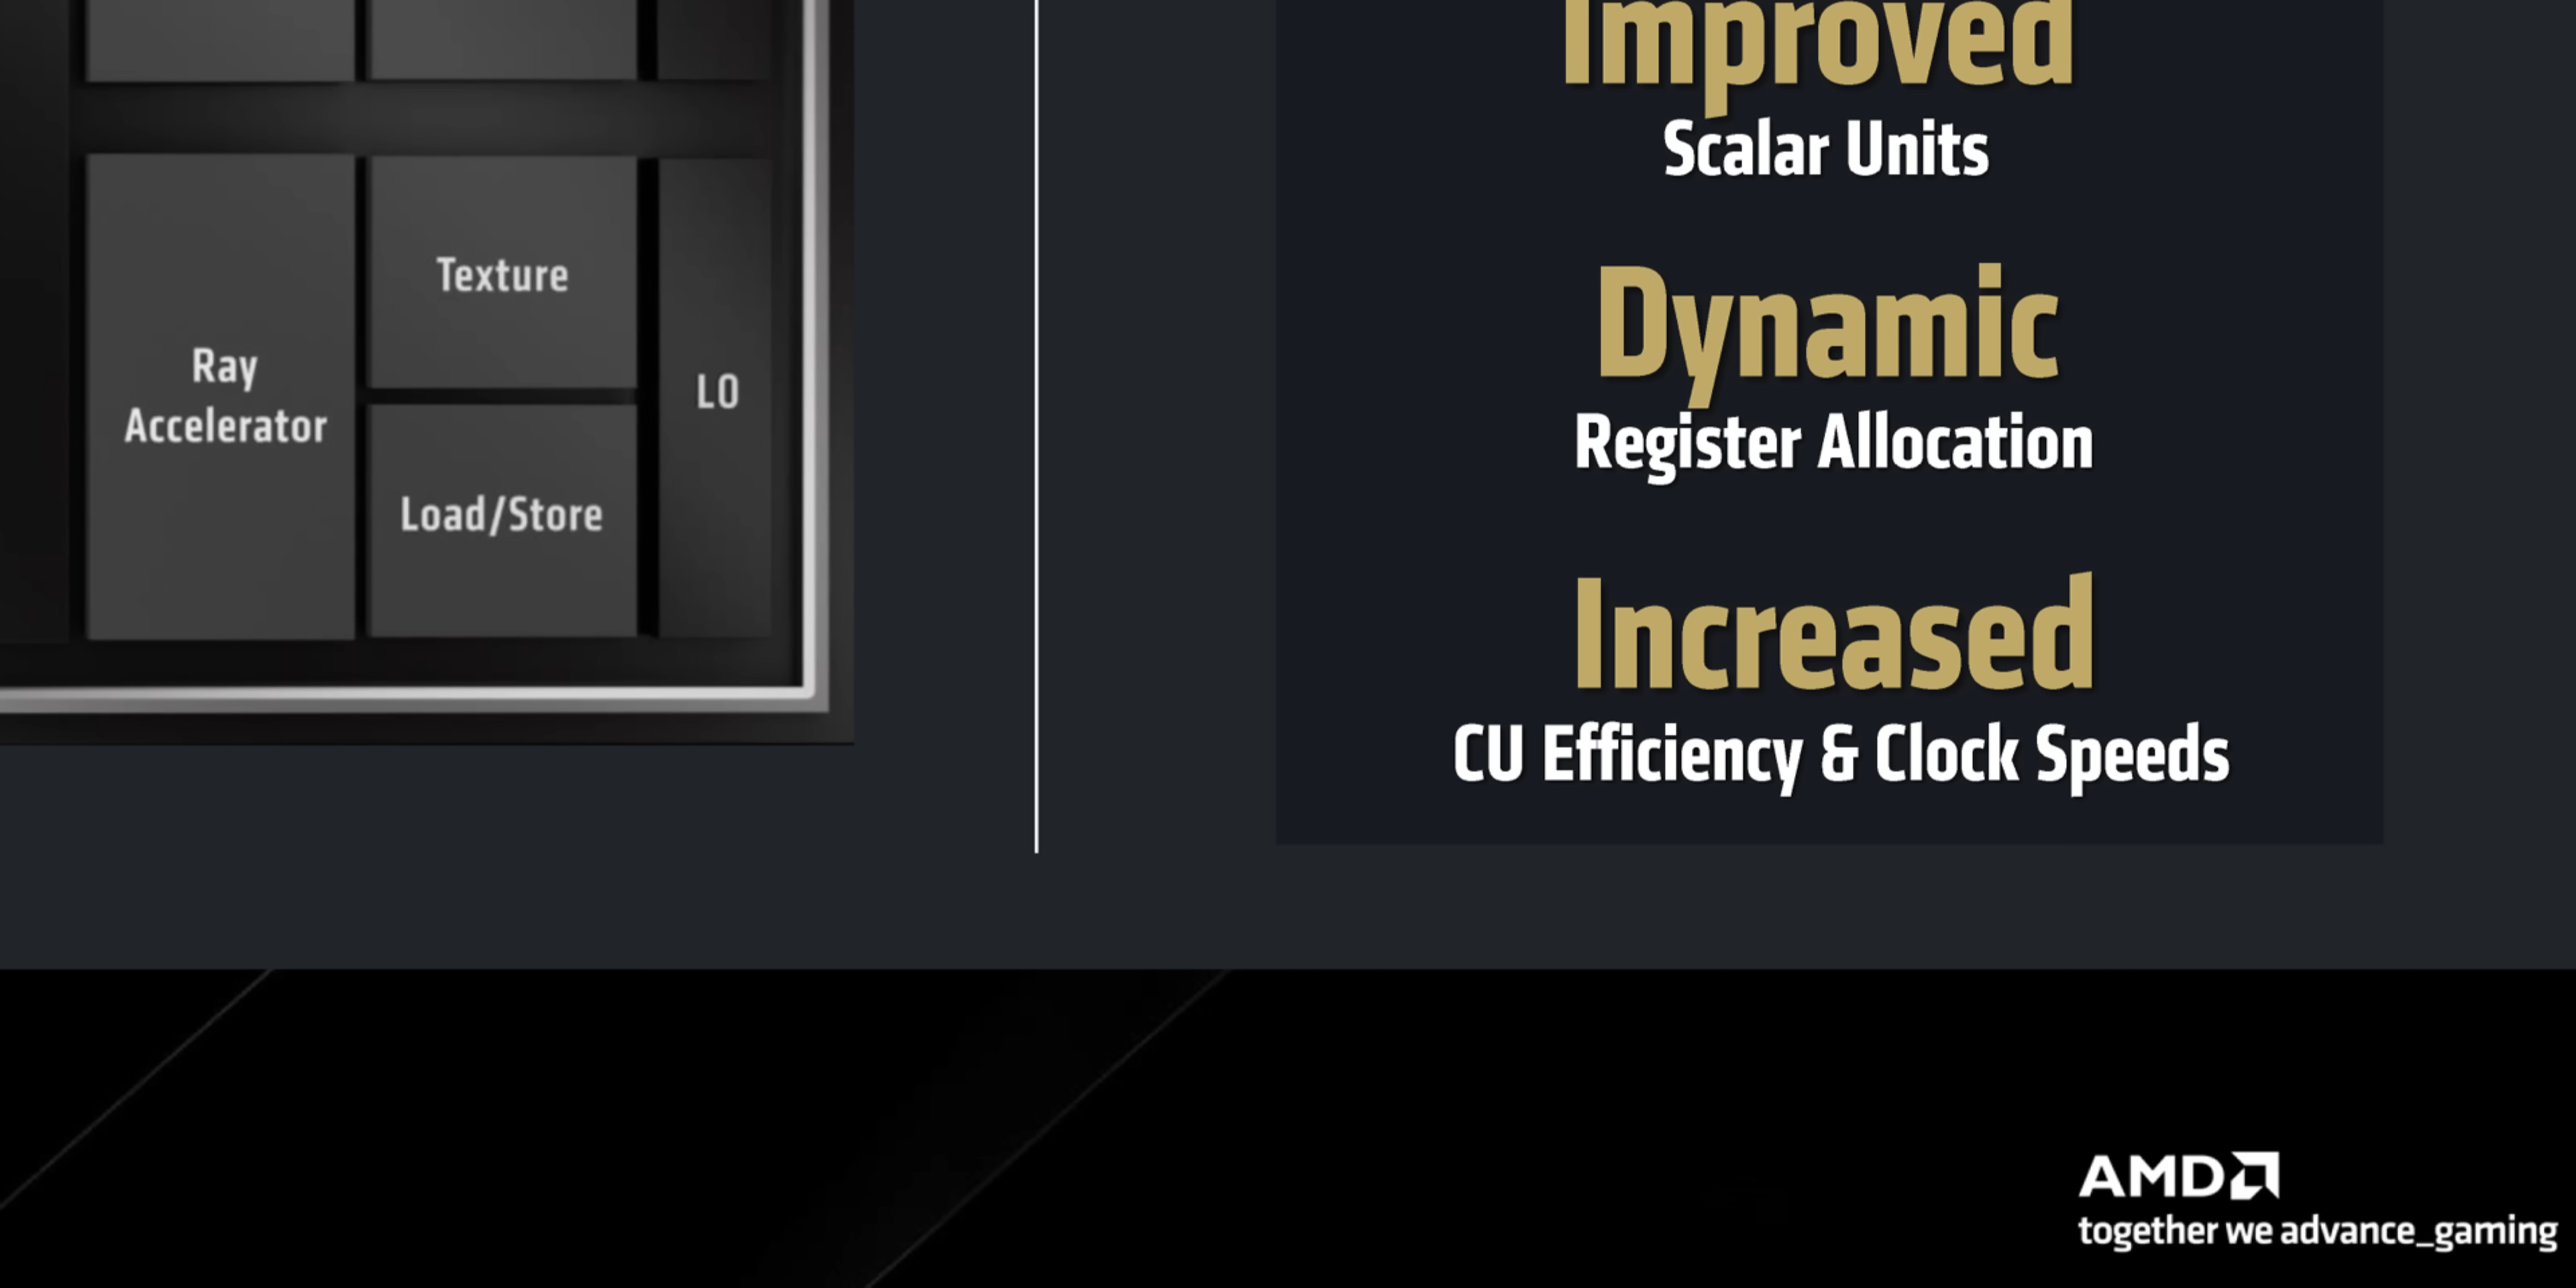 Ray
Accelerator
Texture
Load/Store
L0
Improved
Scalar Units
Dynamic
Register Allocation
Increased
CU Efficiency & Clock Speeds
AMD
together we advance_gaming